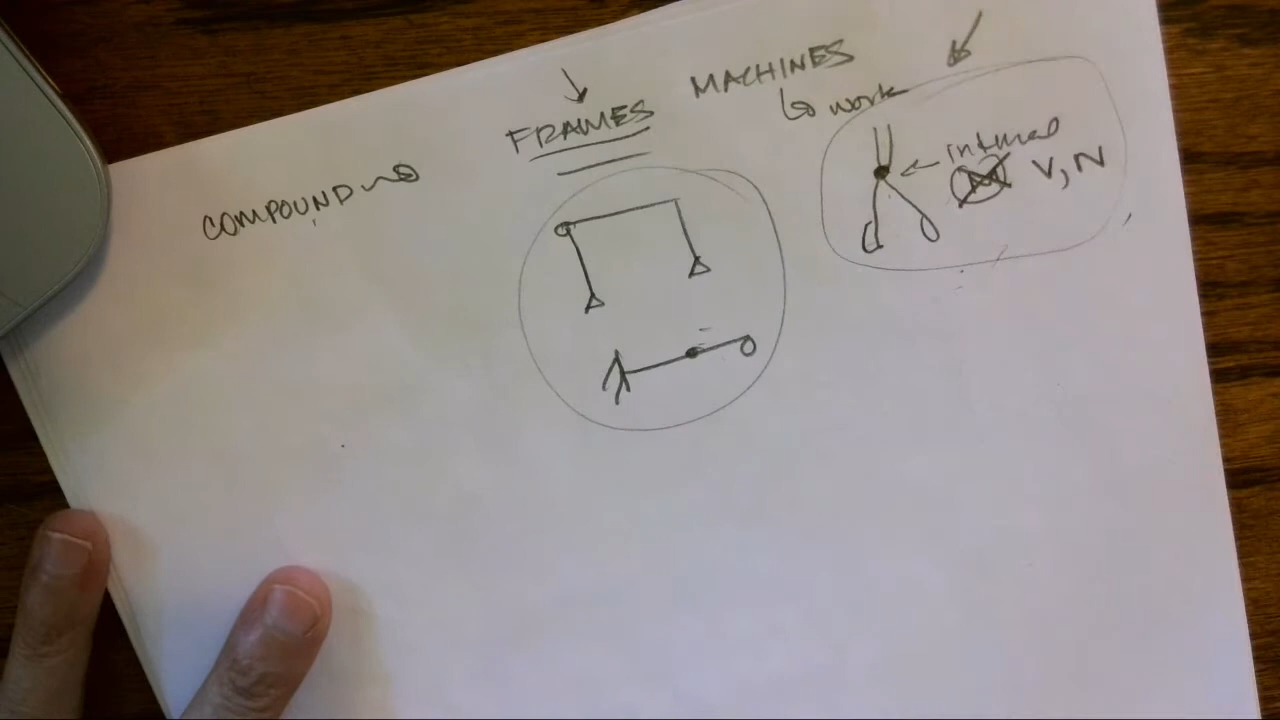 MACHINES
FRAMES
↳ work
COMPOUND
← internal
M V, N